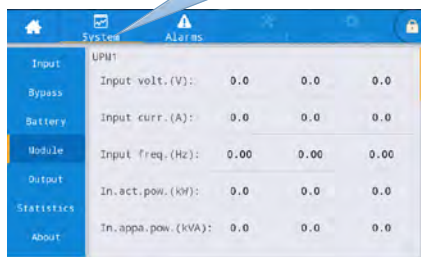 System Alarms
Input
Bypass
Battery
Module
Output
Statistics
About
UPM1
Input volt.(V): 0.0 0.0 0.0
Input curr.(A): 0.0 0.0 0.0
Input freq.(Hz): 0.00 0.00 0.00
In.act.pow.(kW): 0.0 0.0 0.0
In.appa.pow.(kVA): 0.0 0.0 0.0